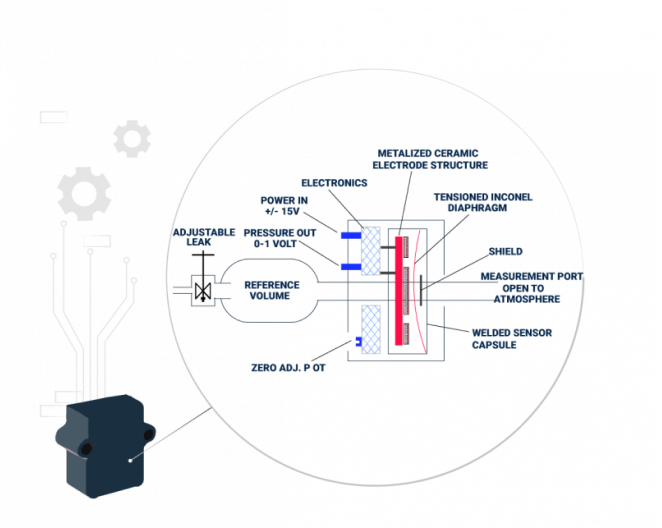 METALIZED CERAMIC
ELECTRODE STRUCTURE
ELECTRONICS
TENSIONED INCONEL
DIAPHRAGM
POWER IN
+/- 15V
ADJUSTABLE
LEAK
PRESSURE OUT
0-1 VOLT
SHIELD
MEASUREMENT PORT
OPEN TO
ATMOSPHERE
REFERENCE
VOLUME
WELDED SENSOR
CAPSULE
ZERO ADJ. P OT